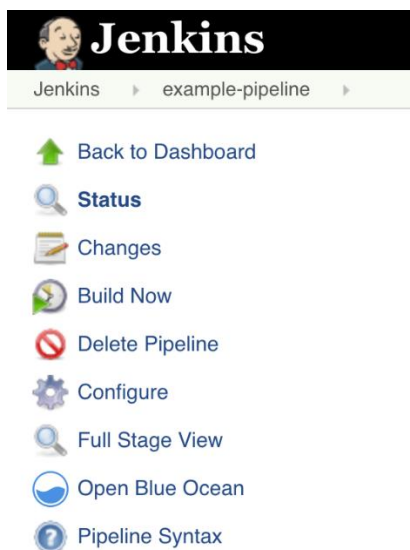 Jenkins
Jenkins example-pipeline
Back to Dashboard
Status
Changes
Build Now
Delete Pipeline
Configure
Full Stage View
Open Blue Ocean
Pipeline Syntax